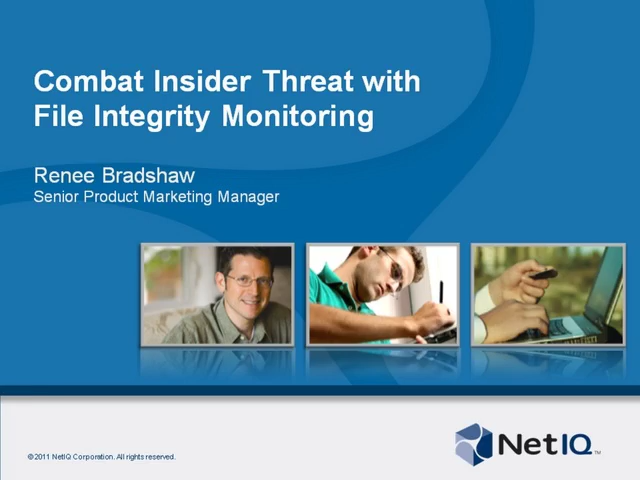 Combat Insider Threat with
File Integrity Monitoring
Renee Bradshaw
Senior Product Marketing Manager
© 2011 NetIQ Corporation. All rights reserved.
NetIQ™